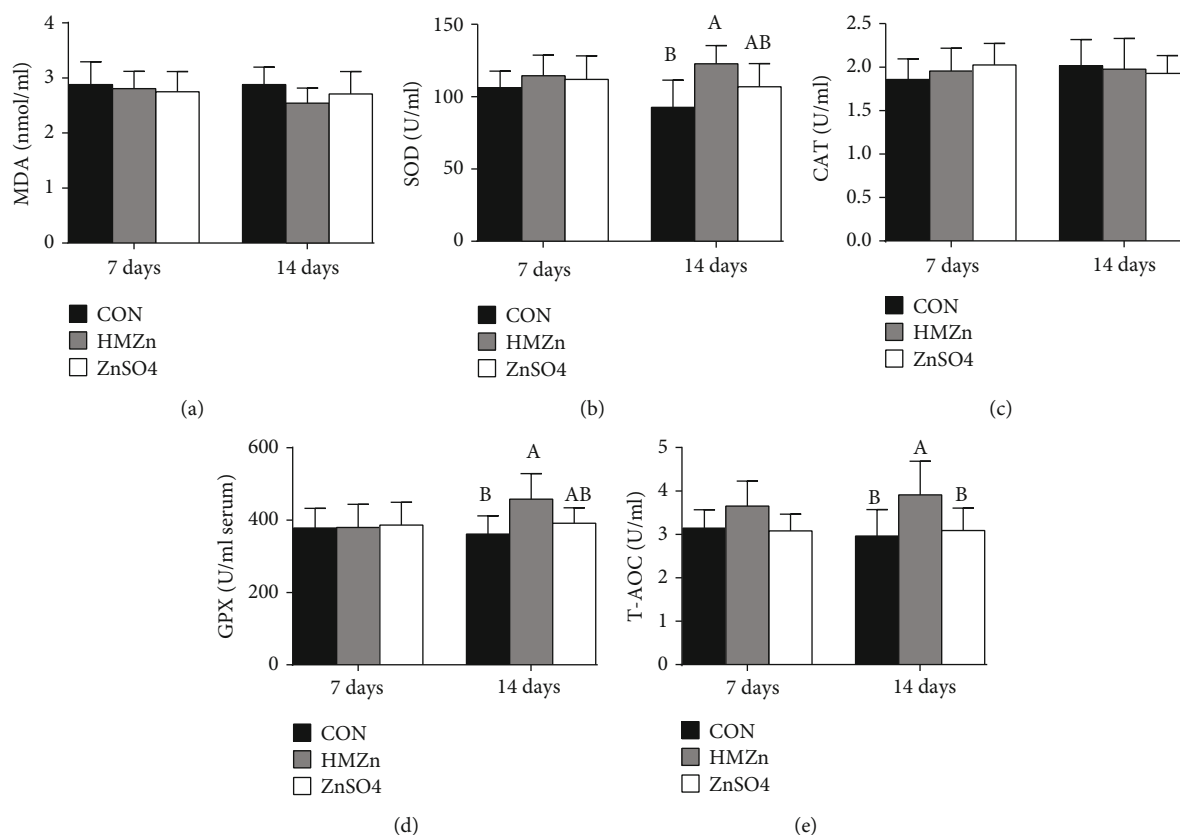 MDA (nmol/ml)
4
3
2
1
0
7 days
14 days
CON
HMZn
ZnSO4
(a)
SOD (U/ml)
150
100
50
0
B
A
AB
7 days
14 days
CON
HMZn
ZnSO4
(b)
CAT (U/ml)
2.5
2.0
1.5
1.0
0.5
0.0
7 days
14 days
CON
HMZn
ZnSO4
(c)
GPX (U/ml serum)
600
400
200
0
B
A
AB
7 days
14 days
CON
HMZn
ZnSO4
(d)
T-AOC (U/ml)
5
4
3
2
1
0
B
A
B
7 days
14 days
CON
HMZn
ZnSO4
(e)